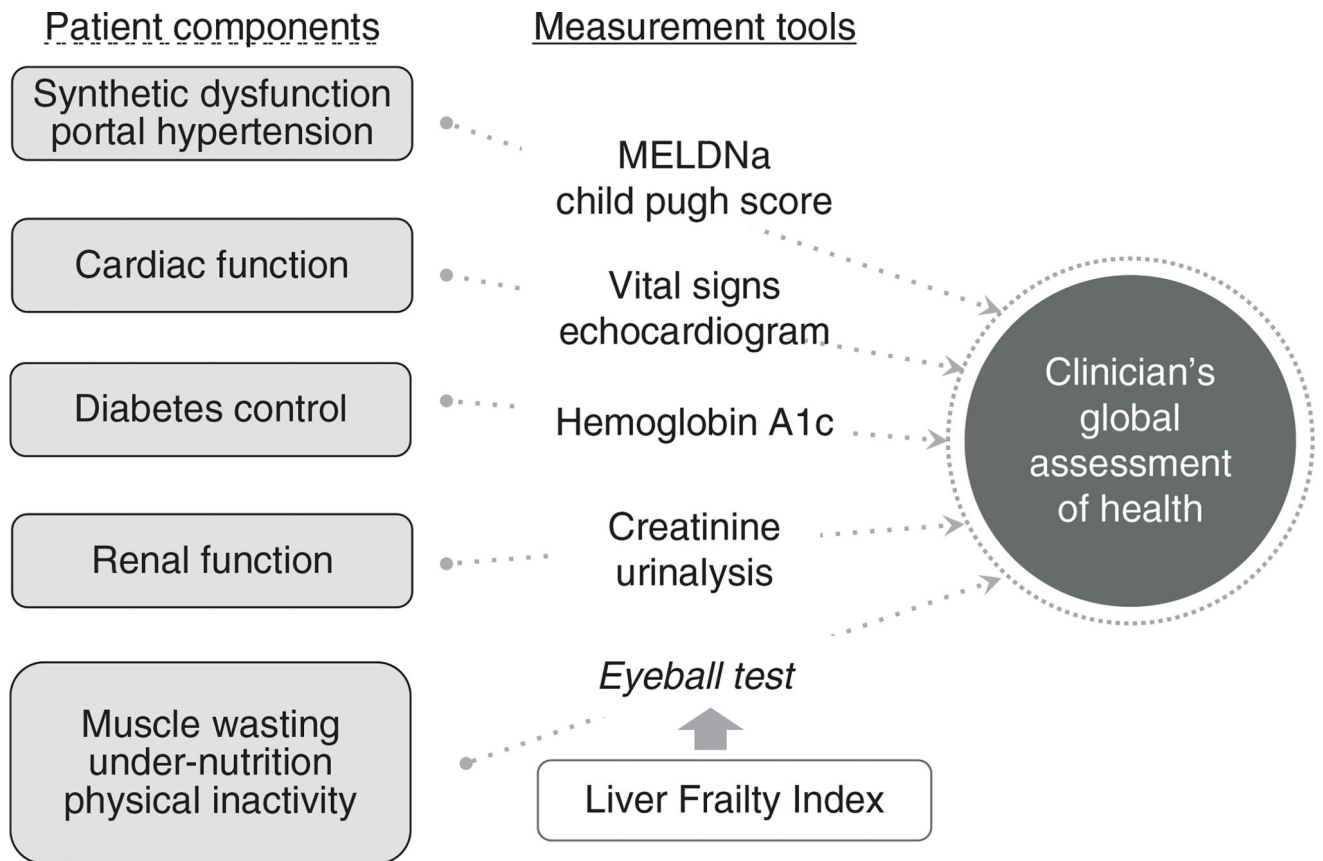 Patient components
Measurement tools
Synthetic dysfunction
portal hypertension
MELDNa
child pugh score
Cardiac function
Vital signs
echocardiogram
Diabetes control
Hemoglobin A1c
Renal function
Creatinine
urinalysis
Muscle wasting
under-nutrition
physical inactivity
Eyeball test
Liver Frailty Index
Clinician's
global
assessment
of health